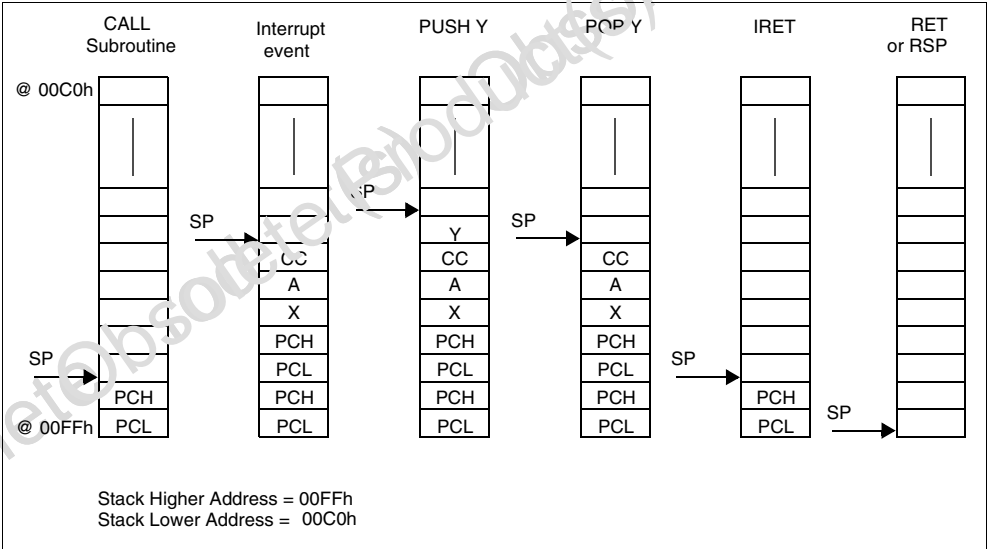 CALL
Subroutine
Interrupt
event
PUSH Y
POP Y
IRET
RET
or RSP
@ 00C0h
SP
SP
SP
SP
SP
SP
Y
CC
CC
CC
A
A
A
X
X
X
PCH
PCH
PCH
PCL
PCL
PCL
PCH
PCH
PCH
PCH
PCH
@ 00FFh
PCL
PCL
PCL
PCL
PCL
Stack Higher Address = 00FFh
Stack Lower Address = 00C0h